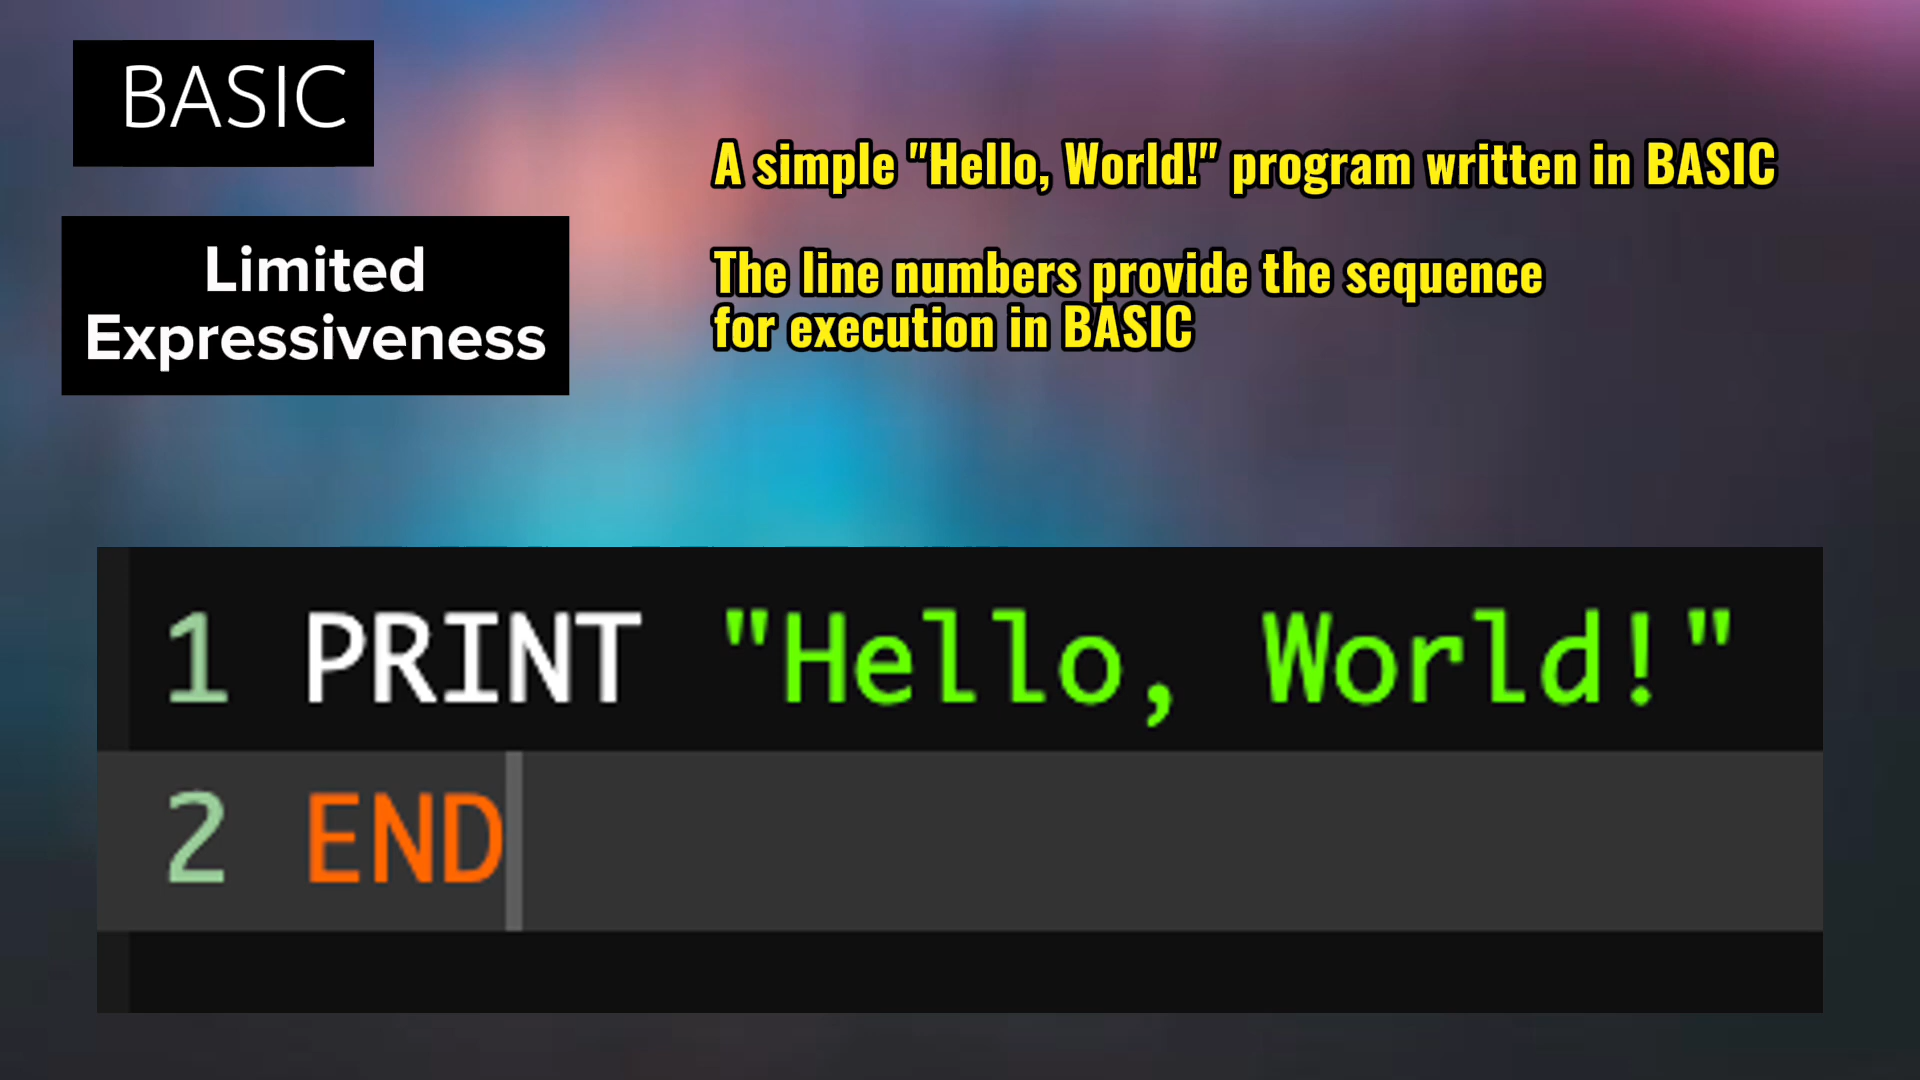 BASIC
Limited
Expressiveness
A simple "Hello, World!" program written in BASIC
The line numbers provide the sequence
for execution in BASIC
1 PRINT "Hello, World!"
2 END